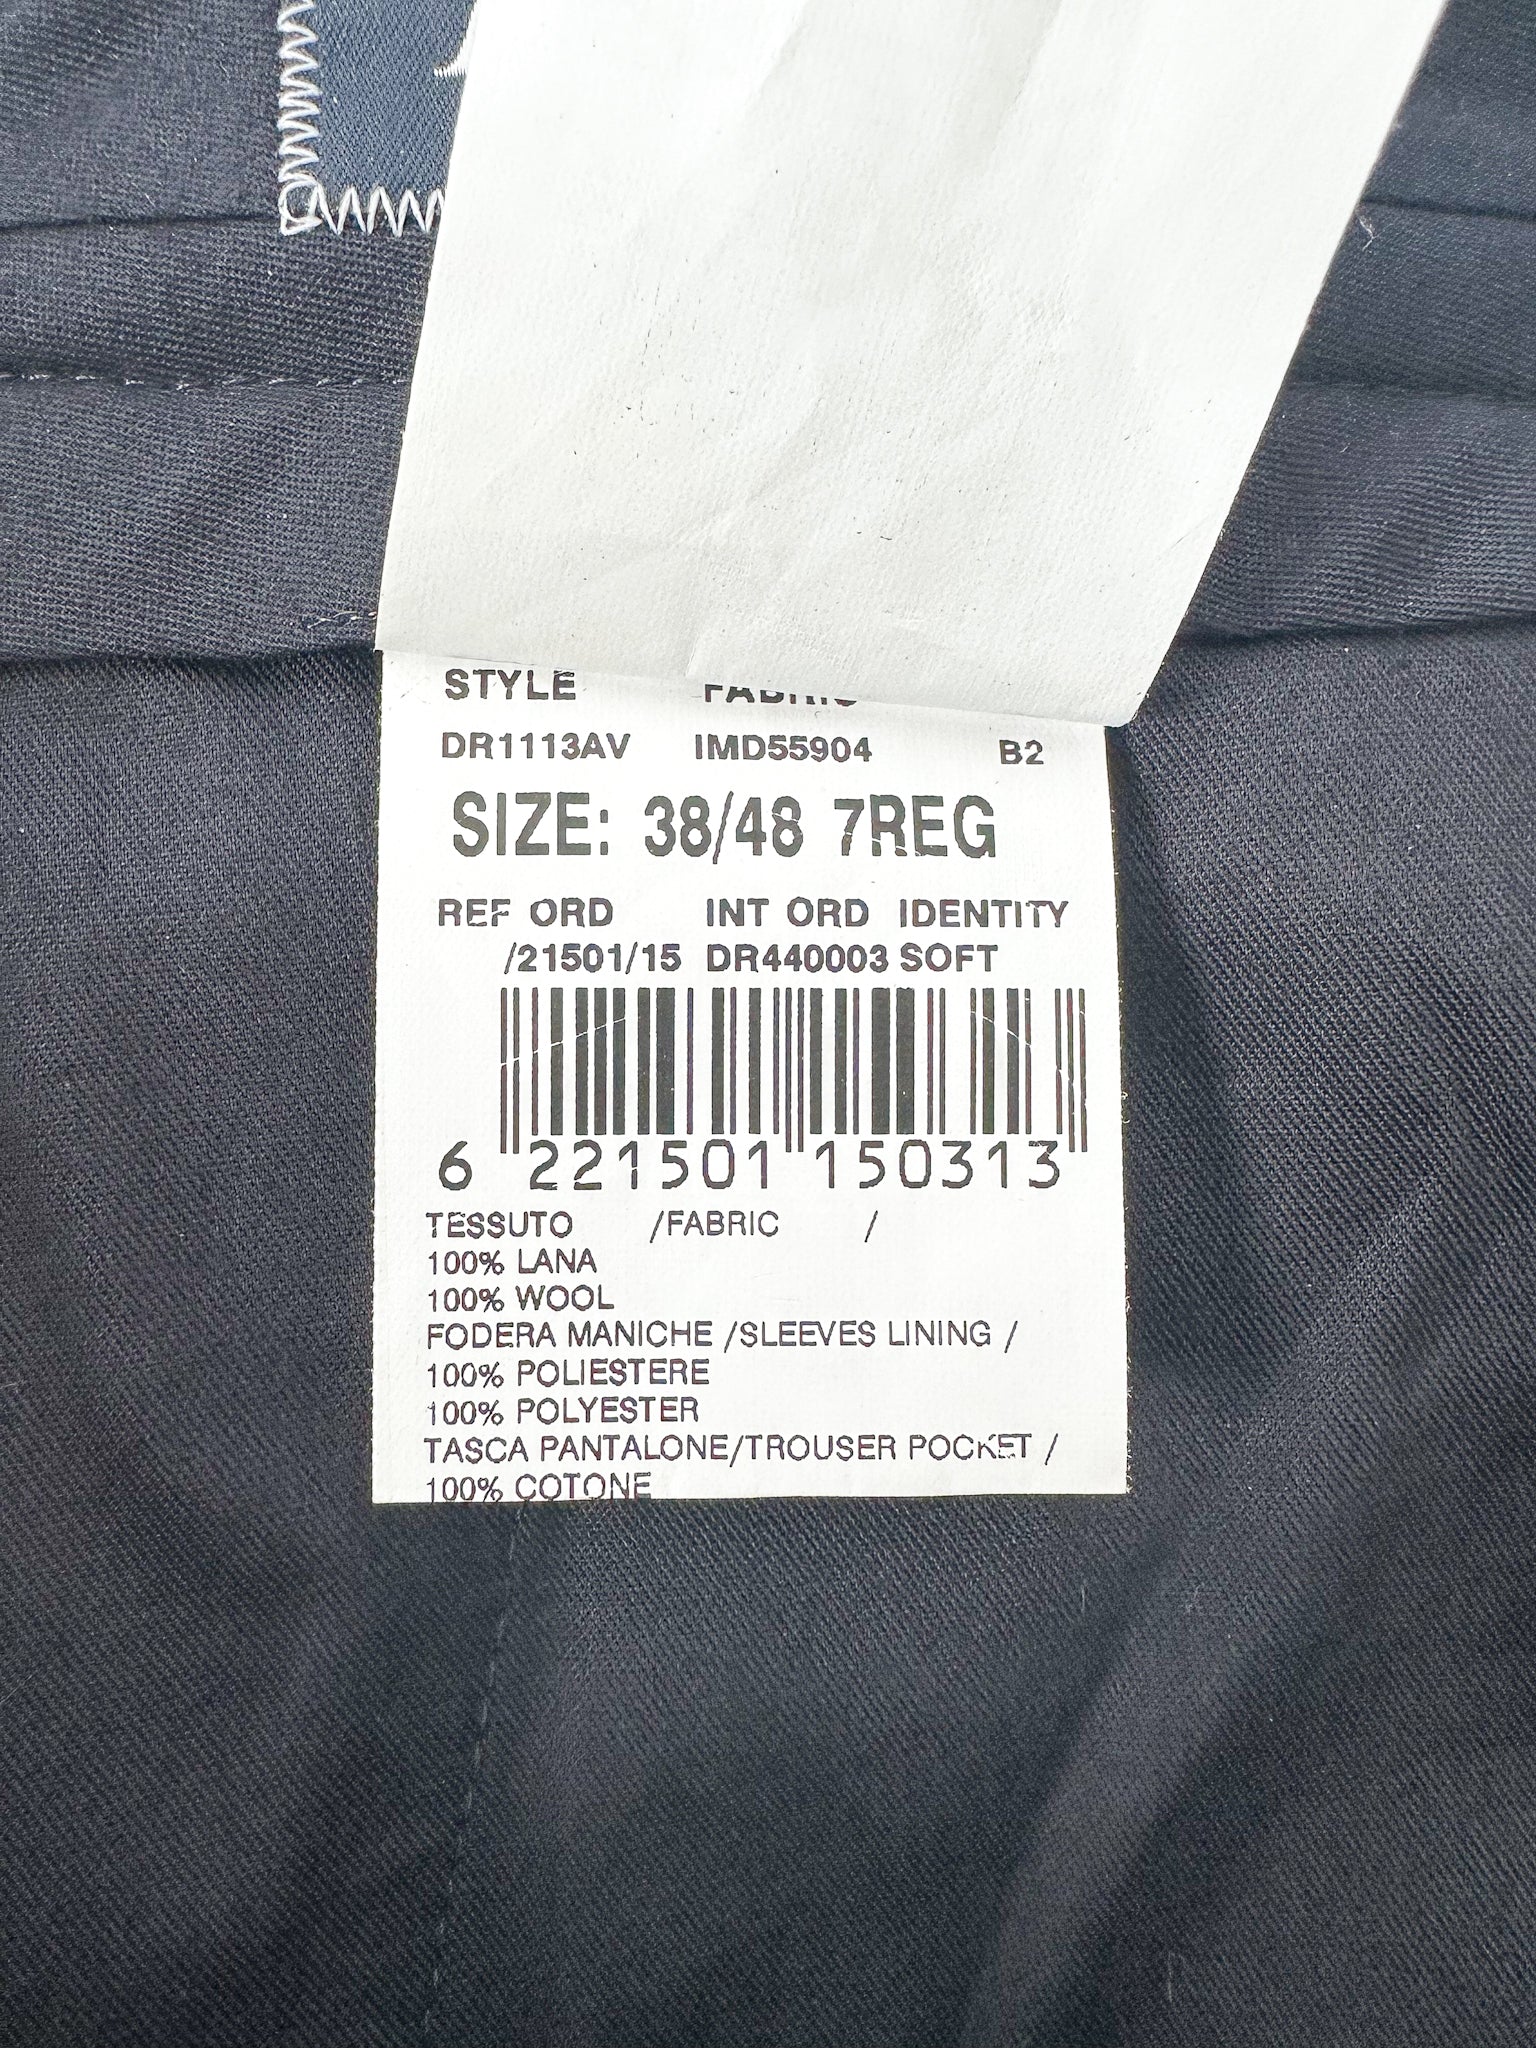 STYLE FABRIC
DR1113AV IMD55904 B2
SIZE: 38/48 7REG
REF ORD INT ORD IDENTITY
/21501/15 DR440003 SOFT
6 221501 150313
TESSUTO /FABRIC /
100% LANA
100% WOOL
FODERA MANICHE /SLEEVES LINING /
100% POLIESTERE
100% POLYESTER
TASCA PANTALONE/TROUSER POCKET /
100% COTONE